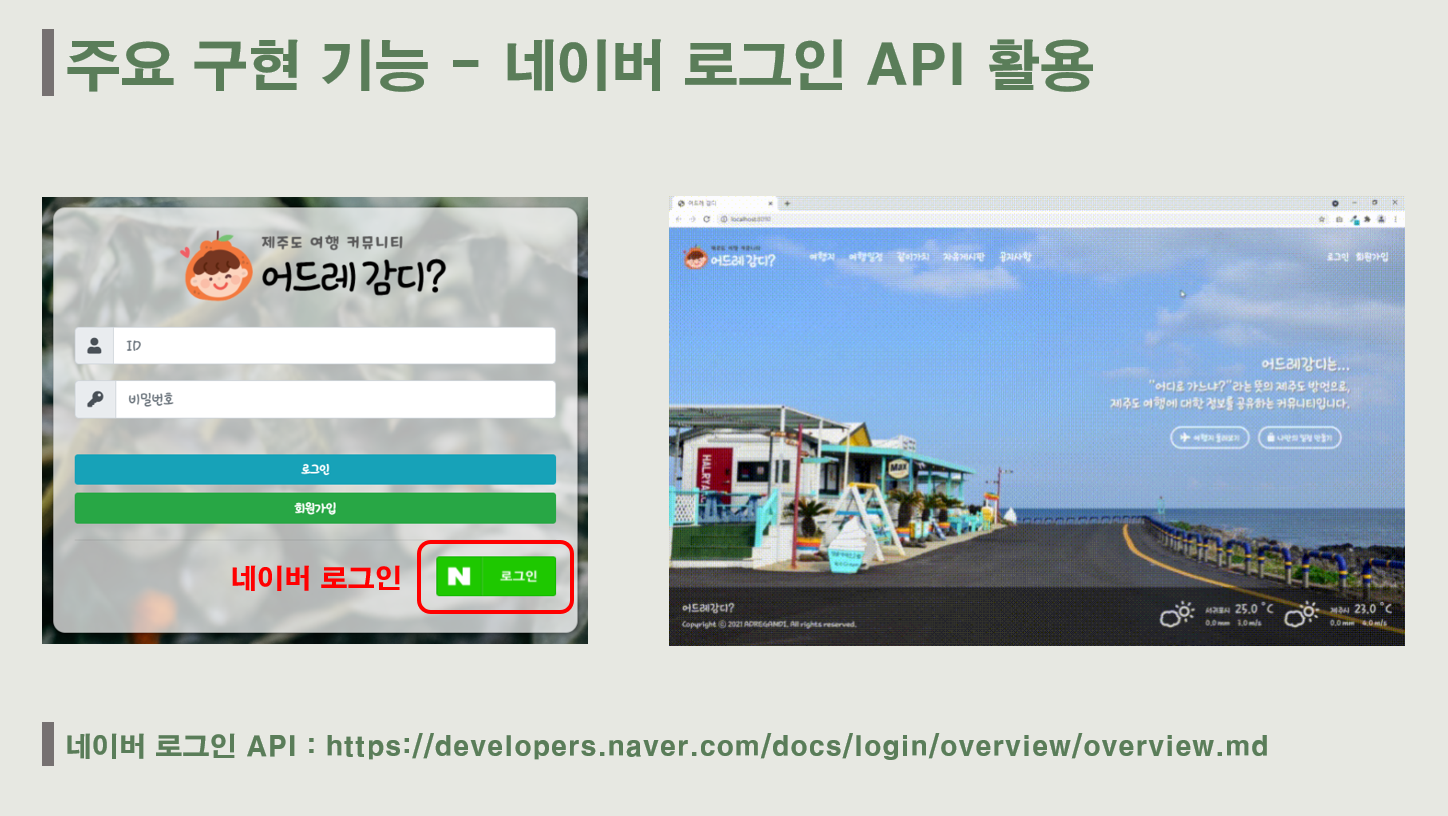 주요 구현 기능 - 네이버 로그인 API 활용
제주도 여행 커뮤니티
어드레 감디?
ID
비밀번호
로그인
회원가입
네이버 로그인
N 로그인
어드레 감디
localhost:8090
제주도 여행 커뮤니티
어드레 감디?
여행지 여행일정 같이가의 자유게시판 공지사항
로그인 회원가입
어드레감디는...
"어디로 가느냐?"라는 뜻의 제주도 방언으로,
제주도 여행에 대한 정보를 공유하는 커뮤니티입니다.
여행지 둘러보기 나만의 일정 만들기
HALRYA
MAX
어드레감디?
Copyright ⓒ 2021 ADREGAMDI, All rights reserved.
서귀포시 25.0 °C
0.0 mm 3.0 m/s
제주시 23.0 °C
0.0 mm 4.0 m/s
네이버 로그인 API : https://developers.naver.com/docs/login/overview/overview.md